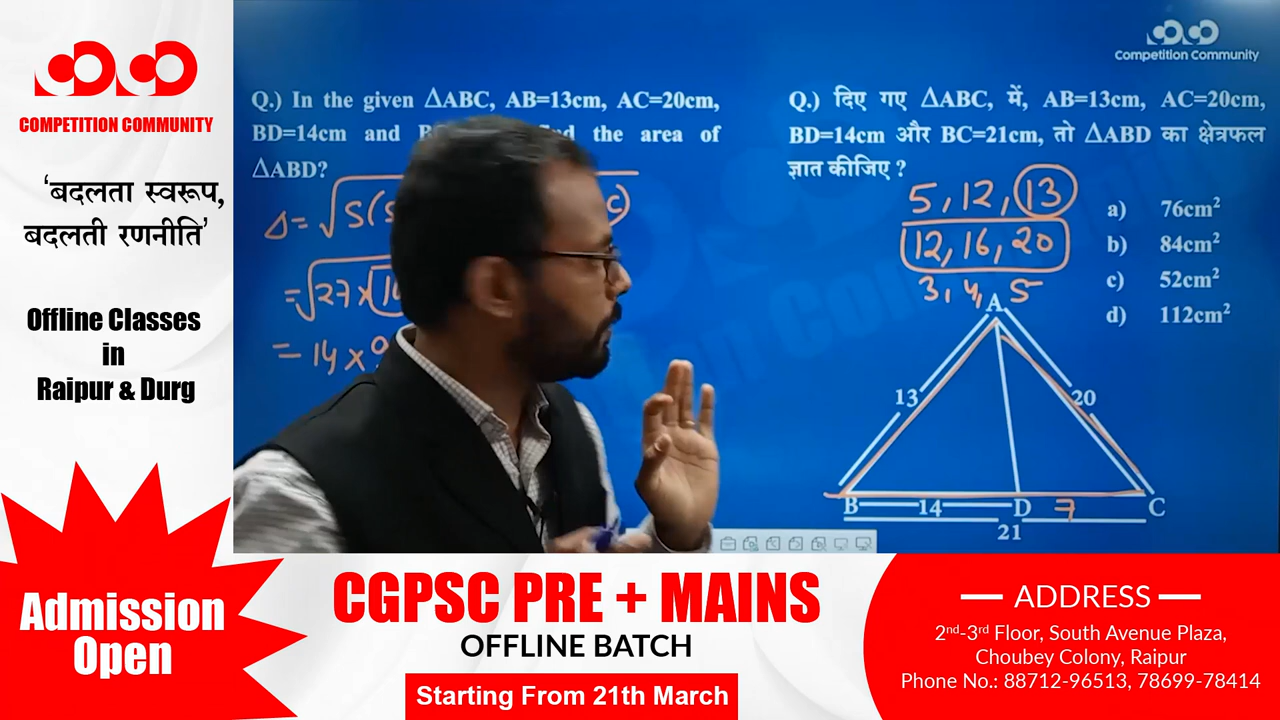 COMPETITION COMMUNITY
‘बदलता स्वरूप,
बदलती रणनीति’
Offline Classes
in
Raipur & Durg
Admission
Open
Competition Community
Q.) In the given ΔABC, AB=13cm, AC=20cm,
BD=14cm and the area of
ΔABD?
Δ= √S(
= √27×
= 14×
Q.) दिए गए ΔABC, में, AB=13cm, AC=20cm,
BD=14cm और BC=21cm, तो ΔABD का क्षेत्रफल
ज्ञात कीजिए ?
5, 12, 13
12, 16, 20
3, 4, 5
a) 76cm²
b) 84cm²
c) 52cm²
d) 112cm²
A
13
20
B 14 D 7 C
21
CGPSC PRE + MAINS
OFFLINE BATCH
Starting From 21th March
ADDRESS
2nd-3rd Floor, South Avenue Plaza,
Choubey Colony, Raipur
Phone No.: 88712-96513, 78699-78414